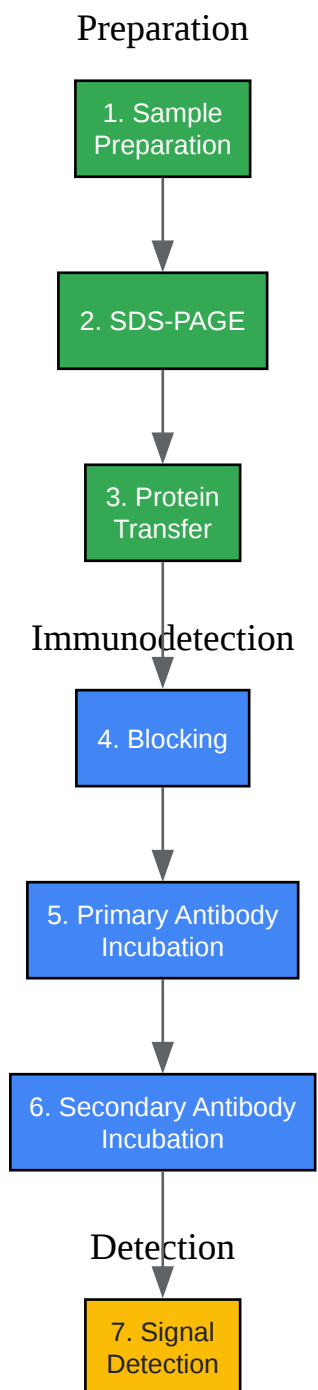 Preparation
1. Sample
Preparation
2. SDS-PAGE
3. Protein
Transfer
Immunodetection
4. Blocking
5. Primary Antibody
Incubation
6. Secondary Antibody
Incubation
Detection
7. Signal
Detection